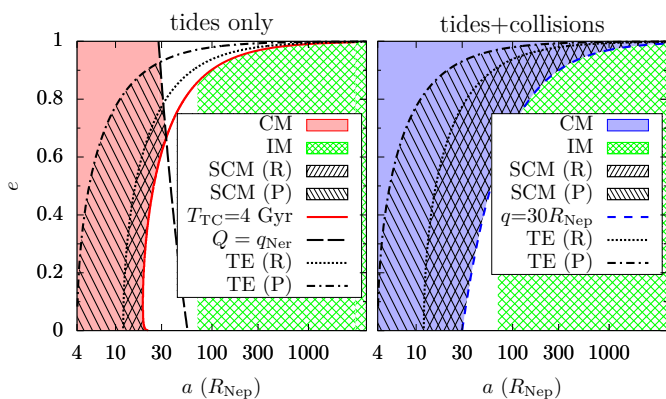 tides only
tides+collisions
1
0.8
0.6
0.4
0.2
0
e
CM
IM
SCM (R)
SCM (P)
T_TC=4 Gyr
Q = q_Ner
TE (R)
TE (P)
4 10 30 100 300 1000
a (R_Nep)
CM
IM
SCM (R)
SCM (P)
q=30R_Nep
TE (R)
TE (P)
4 10 30 100 300 1000
a (R_Nep)